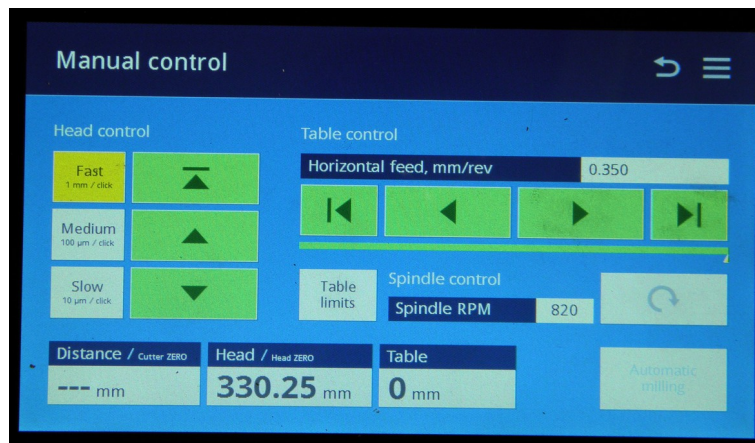 Manual control
Head control
Fast
1 mm / click
Medium
100 µm / click
Slow
10 µm / click
Table control
Horizontal feed, mm/rev 0.350
Table
limits
Spindle control
Spindle RPM 820
Distance / Cutter ZERO
--- mm
Head / Head ZERO
330.25 mm
Table
0 mm
Automatic
milling